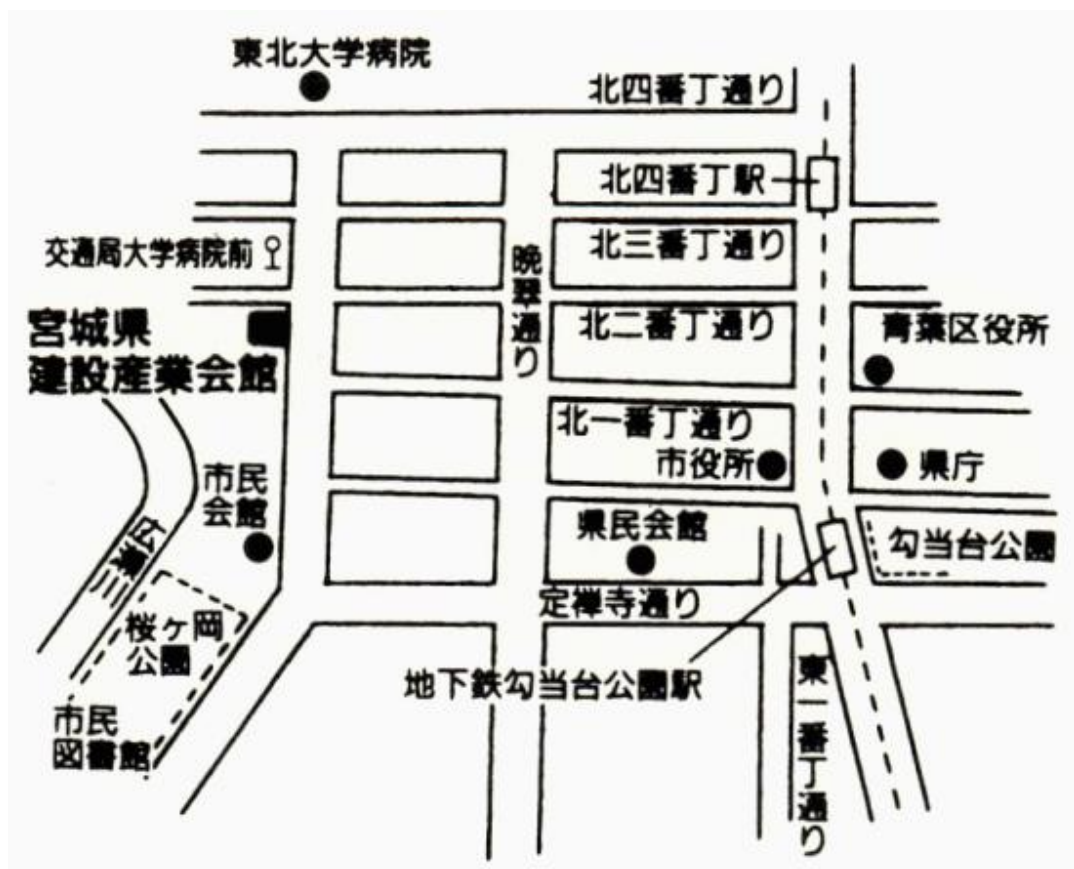 東北大学病院
北四番丁通り
北四番丁駅
交通局大学病院前
北三番丁通り
晩翠通り
宮城県
建設産業会館
北二番丁通り
青葉区役所
北一番丁通り
市役所
県庁
市民
会館
県民会館
勾当台公園
広瀬川
定禅寺通り
桜ヶ岡
公園
地下鉄勾当台公園駅
東一番丁通り
市民
図書館